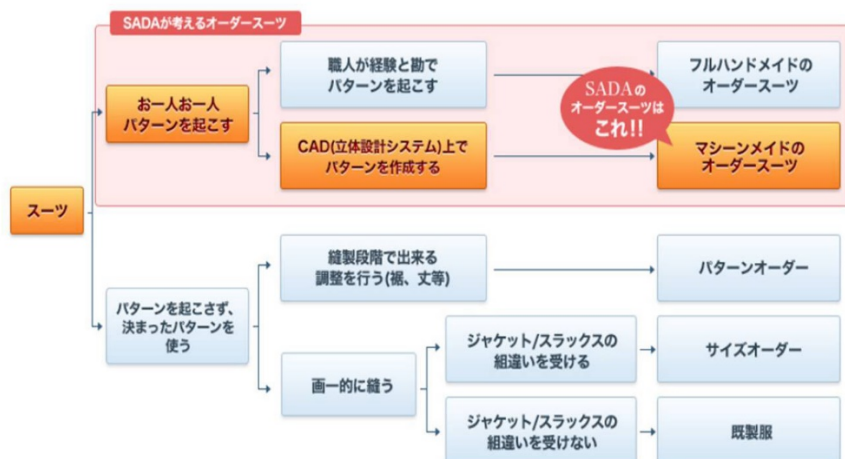 SADAが考えるオーダースーツ
お一人お一人
パターンを起こす
職人が経験と勘で
パターンを起こす
フルハンドメイドの
オーダースーツ
SADAの
オーダースーツは
これ!!
CAD(立体設計システム)上で
パターンを作成する
マシーンメイドの
オーダースーツ
スーツ
パターンを起こさず、
決まったパターンを
使う
縫製段階で出来る
調整を行う(裾、丈等)
パターンオーダー
画一的に縫う
ジャケット/スラックスの
組違いを受ける
サイズオーダー
ジャケット/スラックスの
組違いを受けない
既製服